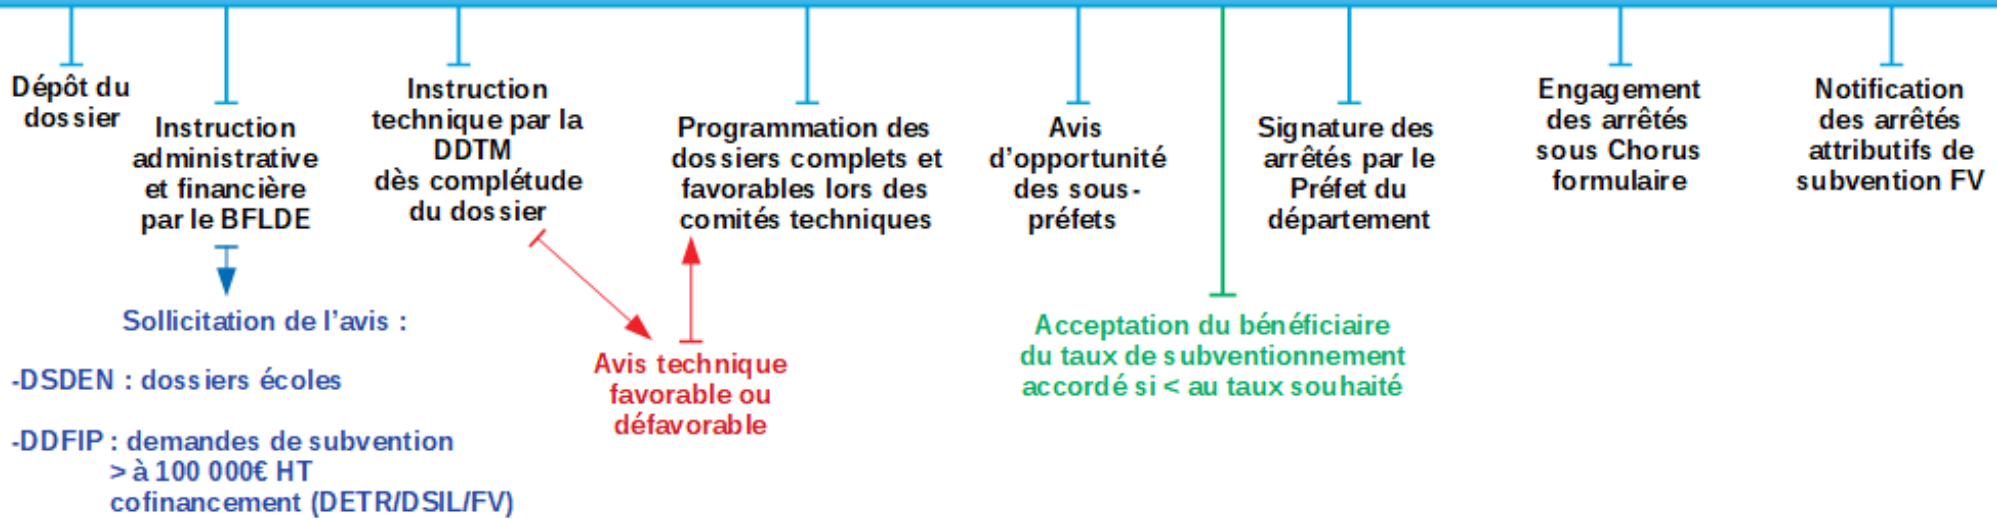 Dépôt du
dossier
Instruction
administrative
et financière
par le BFLDE
Instruction
technique par la
DDTM
dès complétude
du dossier
Programmation des
dossiers complets et
favorables lors des
comités techniques
Avis
d’opportunité
des sous-
préfets
Signature des
arrêtés par le
Préfet du
département
Engagement
des arrêtés
sous Chorus
formulaire
Notification
des arrêtés
attributifs de
subvention FV
Sollicitation de l’avis :
-DSDEN : dossiers écoles
-DDFIP : demandes de subvention
> à 100 000€ HT
cofinancement (DETR/DSIL/FV)
Avis technique
favorable ou
défavorable
Acceptation du bénéficiaire
du taux de subventionnement
accordé si < au taux souhaité